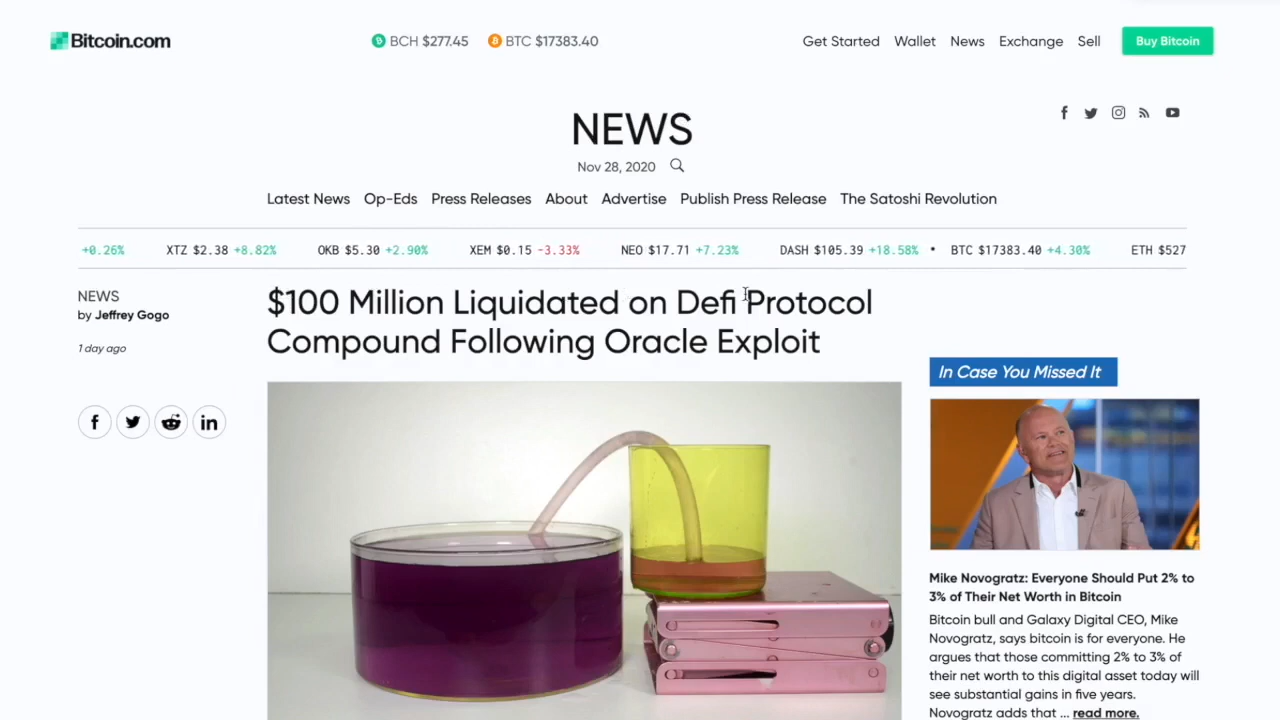 Bitcoin.com
BCH $277.45
BTC $17383.40
Get Started Wallet News Exchange Sell Buy Bitcoin
NEWS
Nov 28, 2020
Latest News Op-Eds Press Releases About Advertise Publish Press Release The Satoshi Revolution
+0.26% XTZ $2.38 +8.82% OKB $5.30 +2.90% XEM $0.15 -3.33% NEO $17.71 +7.23% DASH $105.39 +18.58% • BTC $17383.40 +4.30% ETH $527
NEWS
by Jeffrey Gogo
1 day ago
$100 Million Liquidated on Defi Protocol
Compound Following Oracle Exploit
In Case You Missed It
Mike Novogratz: Everyone Should Put 2% to
3% of Their Net Worth in Bitcoin
Bitcoin bull and Galaxy Digital CEO, Mike
Novogratz, says bitcoin is for everyone. He
argues that those committing 2% to 3% of
their net worth to this digital asset today will
see substantial gains in five years.
Novogratz adds that ... read more.